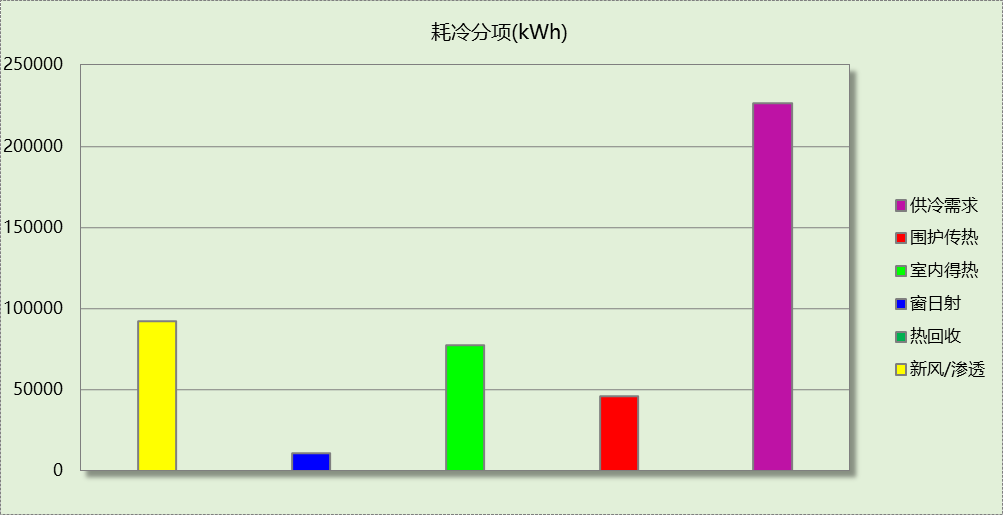 耗冷分项(kWh)
250000
200000
150000
100000
50000
0
供冷需求
围护传热
室内得热
窗日射
热回收
新风/渗透